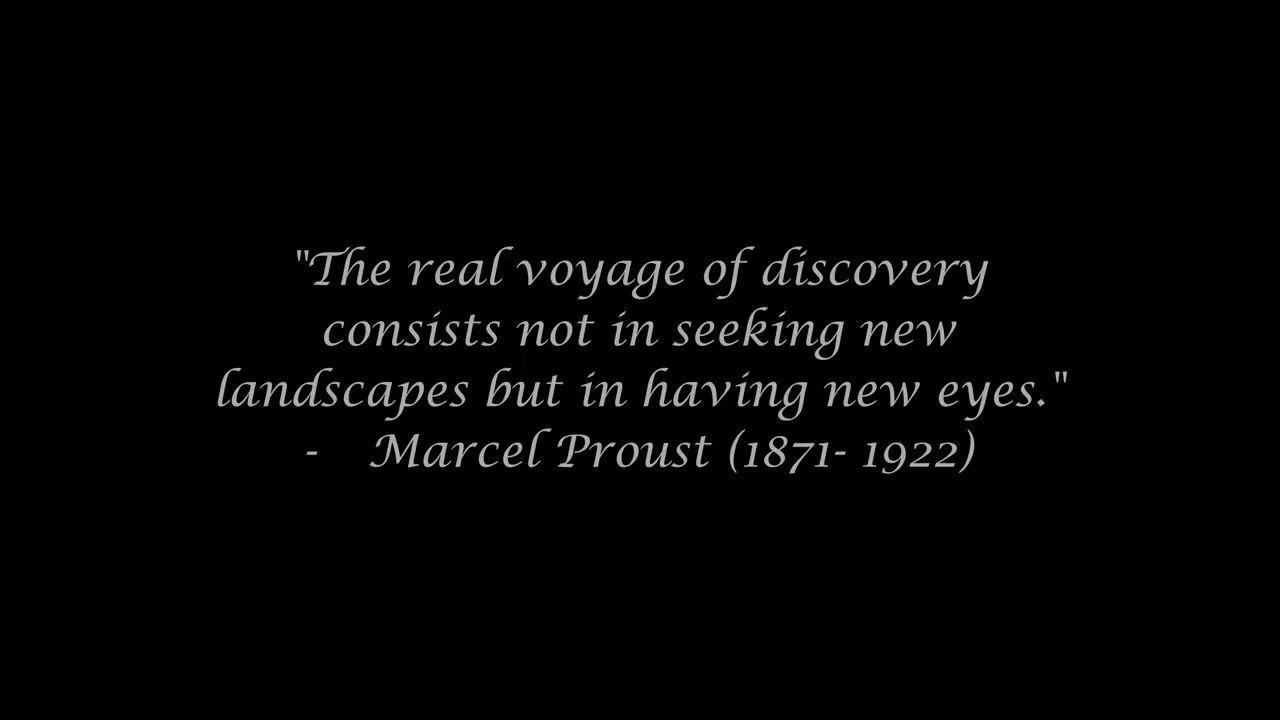 "The real voyage of discovery
consists not in seeking new
landscapes but in having new eyes."
- Marcel Proust (1871- 1922)